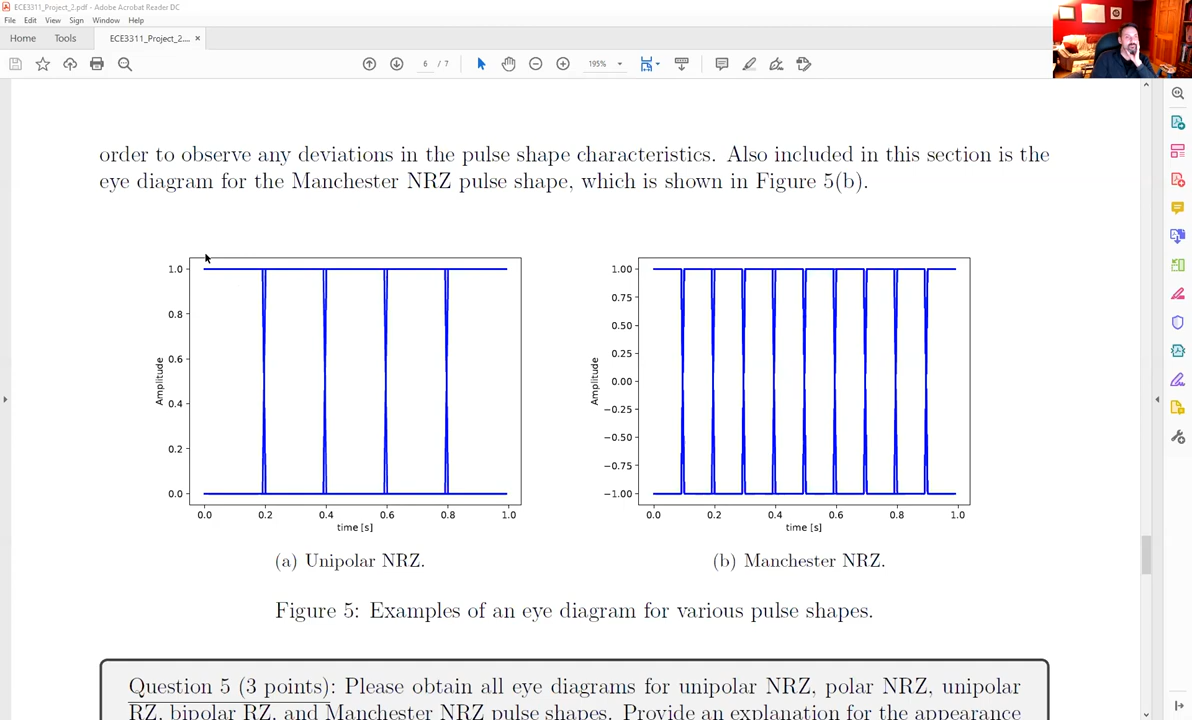 ECE3311_Project_2.pdf - Adobe Acrobat Reader DC
File Edit View Sign Window Help
Home Tools ECE3311_Project_2.... ×
6 / 7 195%
order to observe any deviations in the pulse shape characteristics. Also included in this section is the
eye diagram for the Manchester NRZ pulse shape, which is shown in Figure 5(b).
1.0
0.8
0.6
0.4
0.2
0.0
Amplitude
0.0 0.2 0.4 0.6 0.8 1.0
time [s]
(a) Unipolar NRZ.
1.00
0.75
0.50
0.25
0.00
−0.25
−0.50
−0.75
−1.00
Amplitude
0.0 0.2 0.4 0.6 0.8 1.0
time [s]
(b) Manchester NRZ.
Figure 5: Examples of an eye diagram for various pulse shapes.
Question 5 (3 points): Please obtain all eye diagrams for unipolar NRZ, polar NRZ, unipolar
RZ, bipolar RZ, and Manchester NRZ pulse shapes. Provide an explanation for the appearance